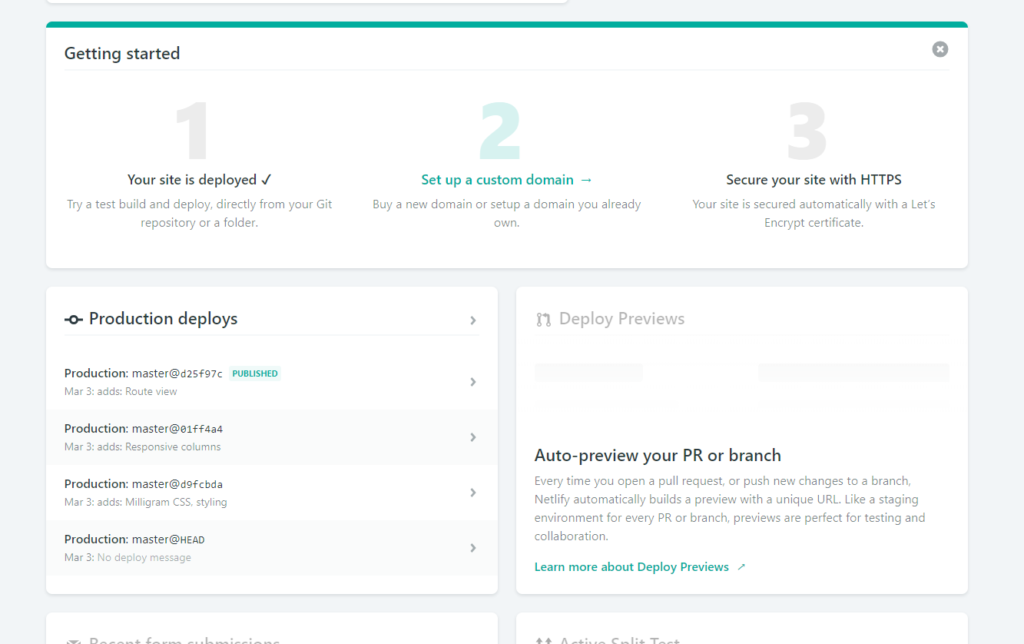 Getting started
1
2
3
Your site is deployed ✓
Try a test build and deploy, directly from your Git
repository or a folder.
Set up a custom domain →
Buy a new domain or setup a domain you already
own.
Secure your site with HTTPS
Your site is secured automatically with a Let's
Encrypt certificate.
Production deploys
Production: master@d25f97c PUBLISHED
Mar 3: adds: Route view
Production: master@01ff4a4
Mar 3: adds: Responsive columns
Production: master@d9fcbda
Mar 3: adds: Milligram CSS, styling
Production: master@HEAD
Mar 3: No deploy message
Deploy Previews
Auto-preview your PR or branch
Every time you open a pull request, or push new changes to a branch,
Netlify automatically builds a preview with a unique URL. Like a staging
environment for every PR or branch, previews are perfect for testing and
collaboration.
Learn more about Deploy Previews ↗
Recent form submissions
Active Split Test